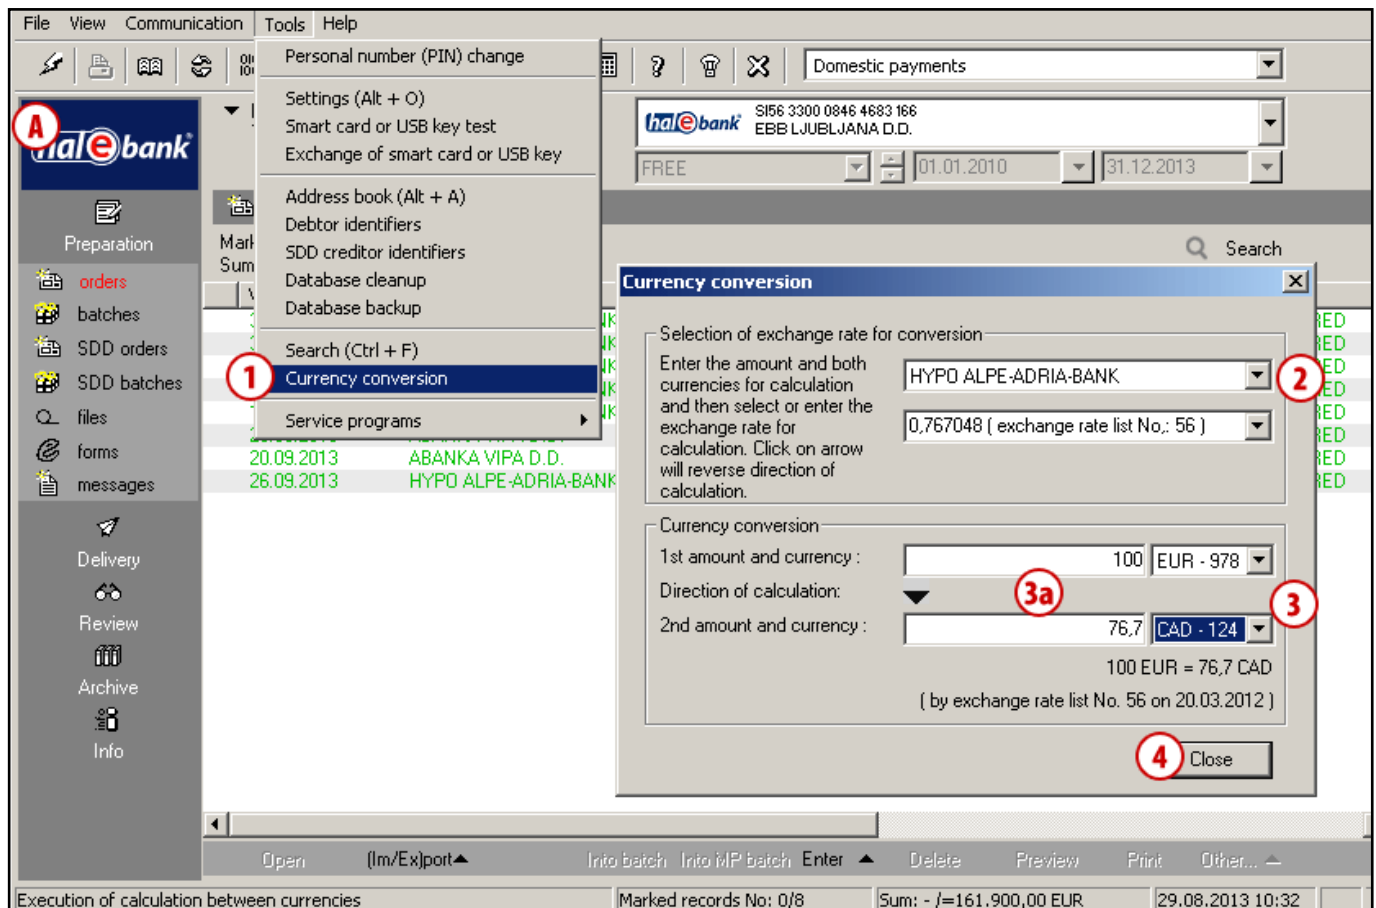 File View Communication Tools Help
Personal number (PIN) change
Settings (Alt + O)
Smart card or USB key test
Exchange of smart card or USB key
Address book (Alt + A)
Debtor identifiers
SDD creditor identifiers
Database cleanup
Database backup
Search (Ctrl + F)
1 Currency conversion
Service programs
Domestic payments
A
halebank
halebank SI56 3300 0846 4683 166
EBB LJUBLJANA D.D.
FREE 01.01.2010 31.12.2013
Preparation
orders
batches
SDD orders
SDD batches
files
forms
messages
Delivery
Review
Archive
Info
Search
20.09.2013 ABANKA VIPA D.D.
26.09.2013 HYPO ALPE-ADRIA-BANK
Currency conversion
Selection of exchange rate for conversion
Enter the amount and both
currencies for calculation
and then select or enter the
exchange rate for
calculation. Click on arrow
will reverse direction of
calculation.
HYPO ALPE-ADRIA-BANK 2
0,767048 ( exchange rate list No,: 56 )
Currency conversion
1st amount and currency : 100 EUR - 978
Direction of calculation: 3a 3
2nd amount and currency : 76,7 CAD - 124
100 EUR = 76,7 CAD
( by exchange rate list No. 56 on 20.03.2012 )
4 Close
Open (Im/Ex)port Into batch Into MP batch Enter Delete Preview Print Other...
Execution of calculation between currencies Marked records No: 0/8 Sum: - /=161.900,00 EUR 29.08.2013 10:32